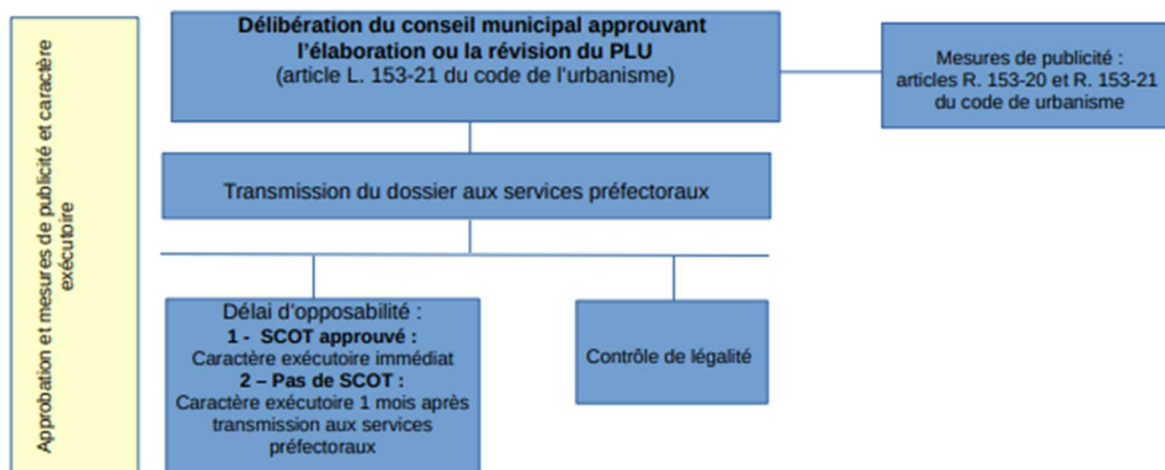 Approbation et mesures de publicité et caractère
exécutoire
Délibération du conseil municipal approuvant
l'élaboration ou la révision du PLU
(article L. 153-21 du code de l'urbanisme)
Mesures de publicité :
articles R. 153-20 et R. 153-21
du code de urbanisme
Transmission du dossier aux services préfectoraux
Délai d'opposabilité :
1 - SCOT approuvé :
Caractère exécutoire immédiat
2 – Pas de SCOT :
Caractère exécutoire 1 mois après
transmission aux services
préfectoraux
Contrôle de légalité